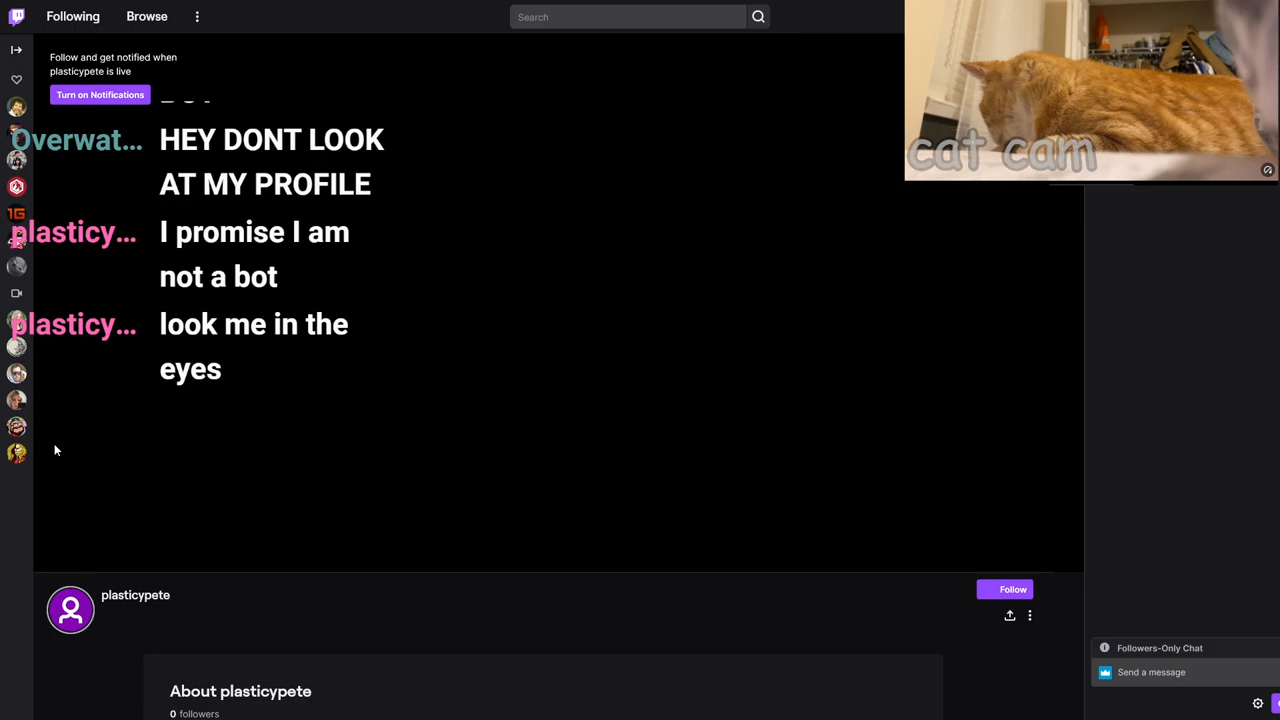 Following
Browse
Search
Follow and get notified when
plasticypete is live
Turn on Notifications
Overwat...
HEY DONT LOOK
AT MY PROFILE
plasticy...
I promise I am
not a bot
plasticy...
look me in the
eyes
cat cam
1G
plasticypete
Follow
About plasticypete
0 followers
Followers-Only Chat
Send a message